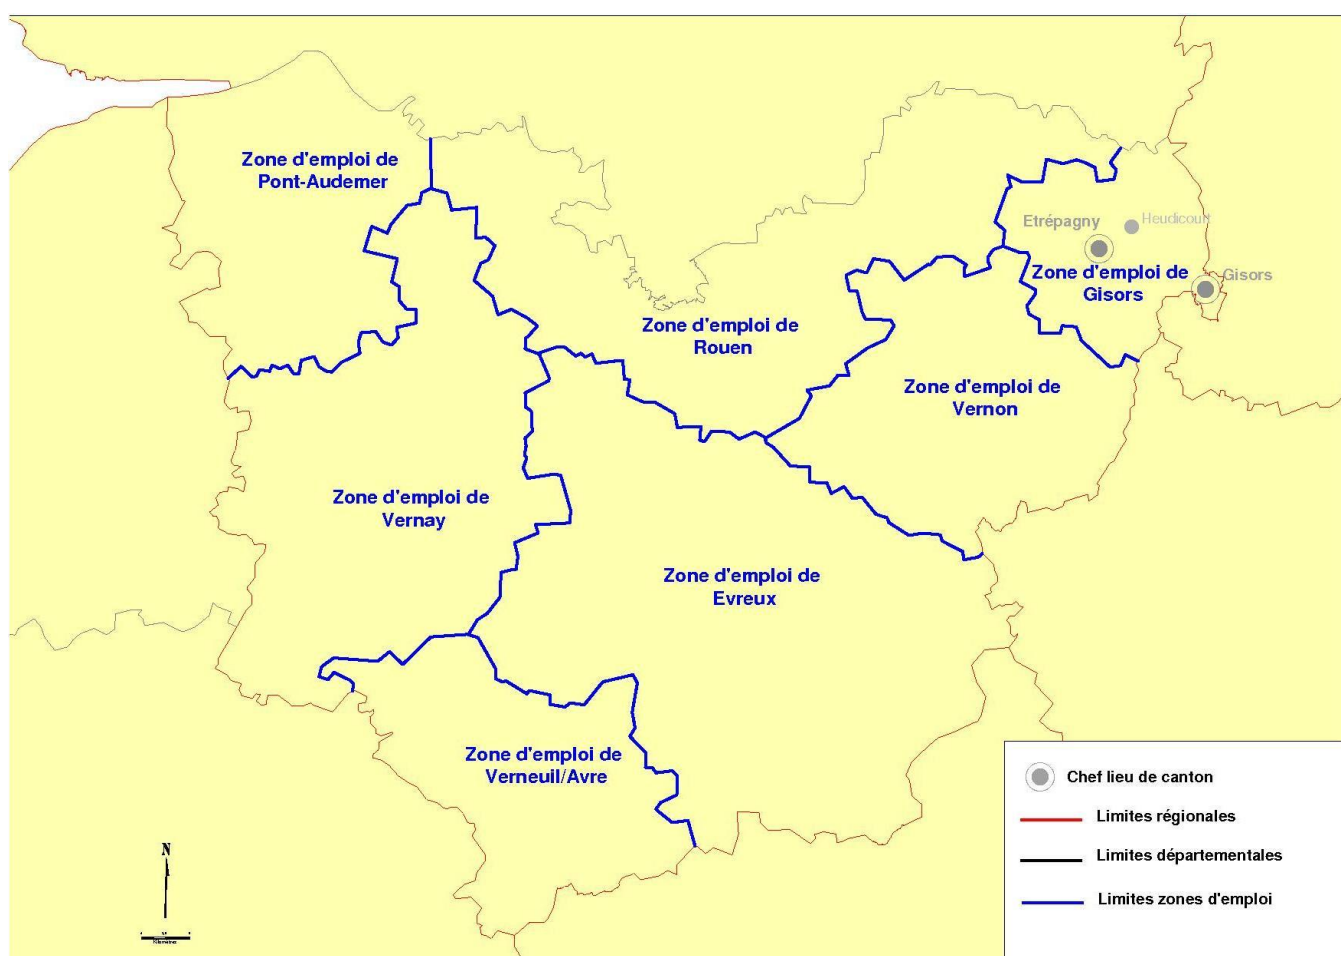 Zone d'emploi de
Pont-Audemer
Etrépagny
Heudicourt
Zone d'emploi de
Gisors
Gisors
Zone d'emploi de
Rouen
Zone d'emploi de
Vernon
Zone d'emploi de
Vernay
Zone d'emploi de
Evreux
Zone d'emploi de
Verneuil/Avre
Chef lieu de canton
Limites régionales
Limites départementales
Limites zones d'emploi
N
Kilomètres